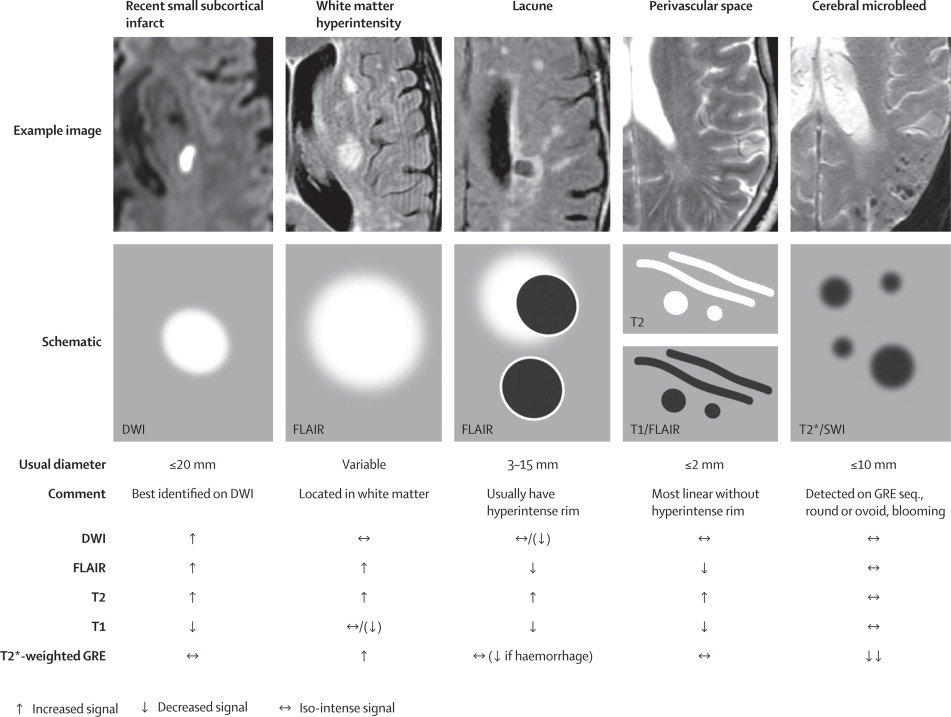 Recent small subcortical infarct
White matter hyperintensity
Lacune
Perivascular space
Cerebral microbleed
Example image
Schematic
DWI
FLAIR
FLAIR
T2
T1/FLAIR
T2*/SWI
Usual diameter ≤20 mm Variable 3–15 mm ≤2 mm ≤10 mm
Comment Best identified on DWI Located in white matter Usually have hyperintense rim Most linear without hyperintense rim Detected on GRE seq., round or ovoid, blooming
DWI ↑ ↔ ↔/(↓) ↔ ↔
FLAIR ↑ ↑ ↓ ↓ ↔
T2 ↑ ↑ ↑ ↑ ↔
T1 ↓ ↔/(↓) ↓ ↓ ↔
T2*-weighted GRE ↔ ↑ ↔ (↓ if haemorrhage) ↔ ↓↓
↑ Increased signal ↓ Decreased signal ↔ Iso-intense signal